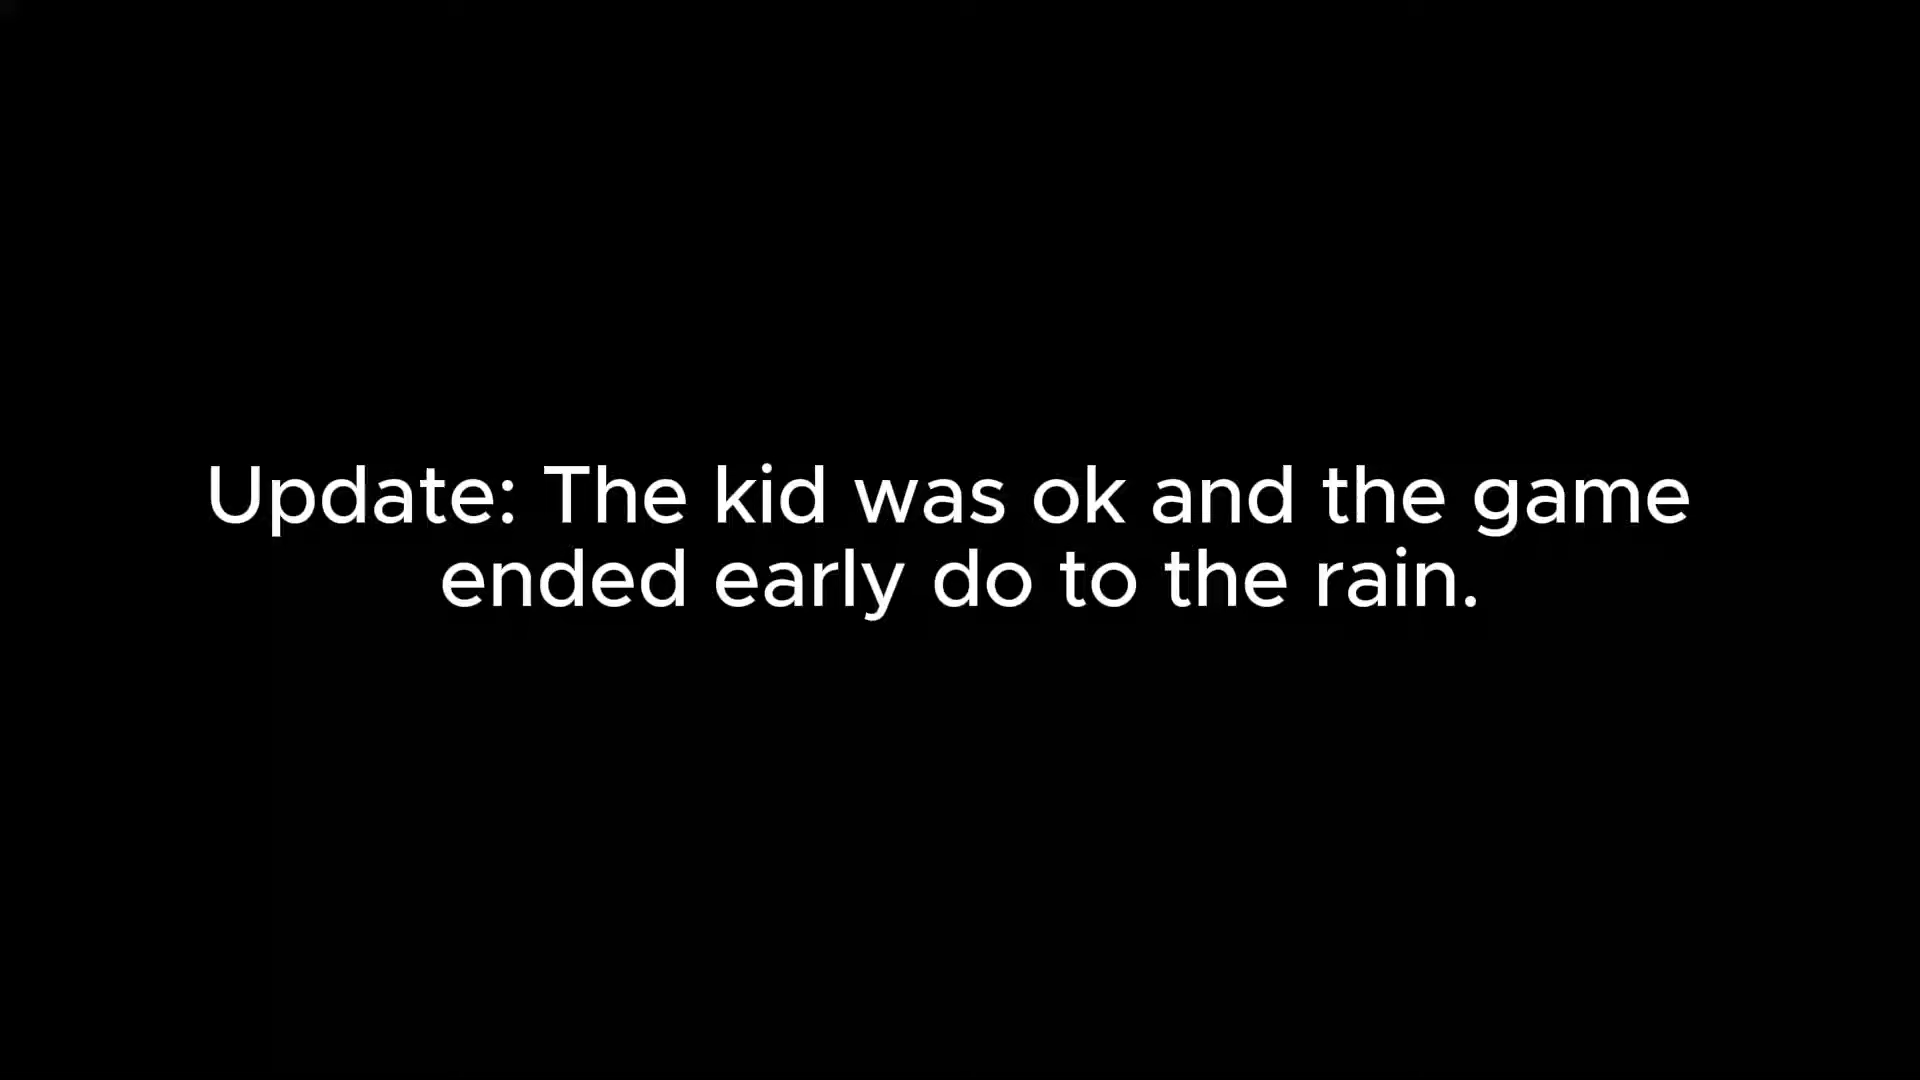 Update: The kid was ok and the game
ended early do to the rain.